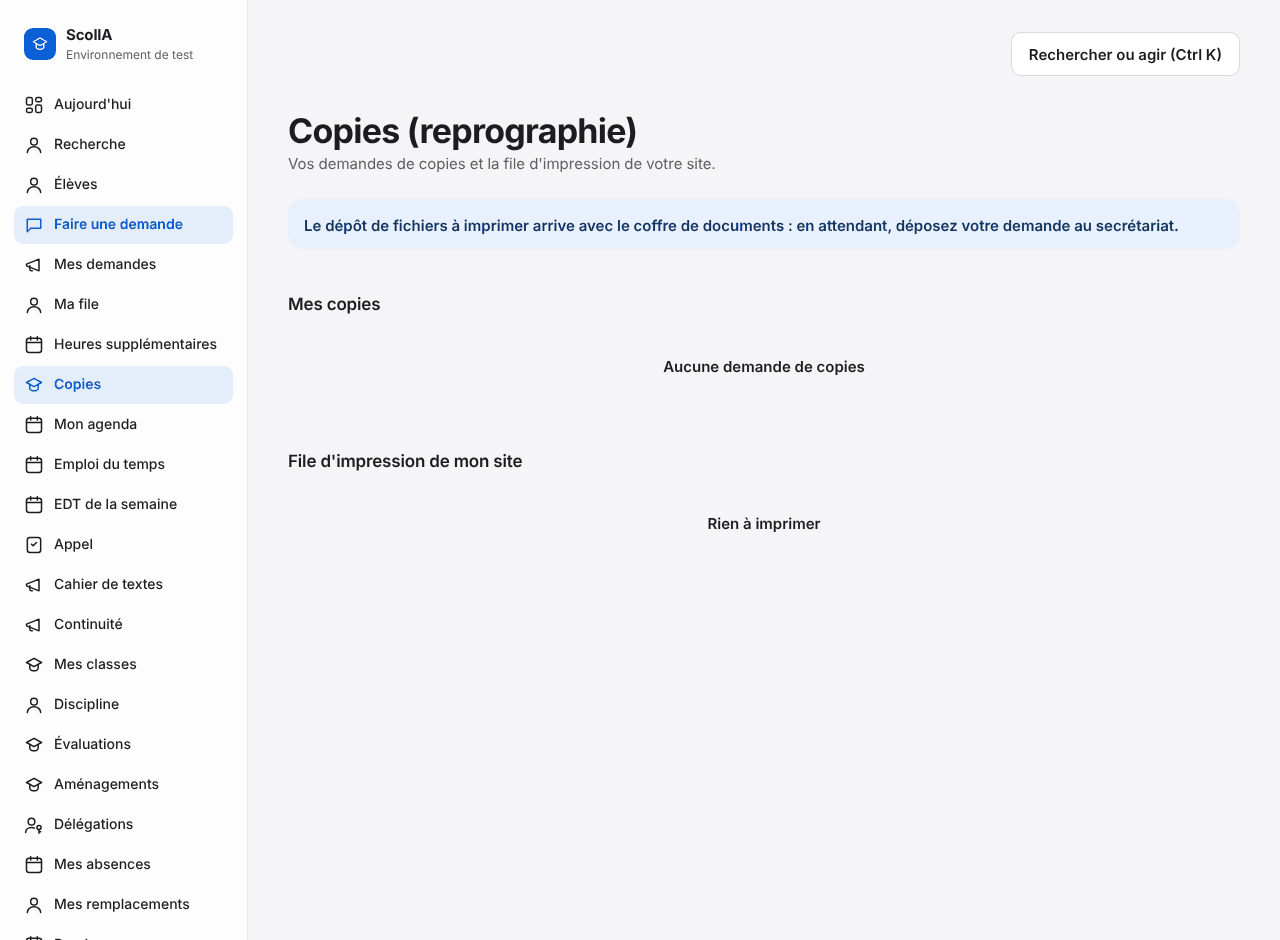 ScolIA
Environnement de test
Rechercher ou agir (Ctrl K)
Aujourd'hui
Recherche
Élèves
Faire une demande
Mes demandes
Ma file
Heures supplémentaires
Copies
Mon agenda
Emploi du temps
EDT de la semaine
Appel
Cahier de textes
Continuité
Mes classes
Discipline
Évaluations
Aménagements
Délégations
Mes absences
Mes remplacements
Copies (reprographie)
Vos demandes de copies et la file d'impression de votre site.
Le dépôt de fichiers à imprimer arrive avec le coffre de documents : en attendant, déposez votre demande au secrétariat.
Mes copies
Aucune demande de copies
File d'impression de mon site
Rien à imprimer